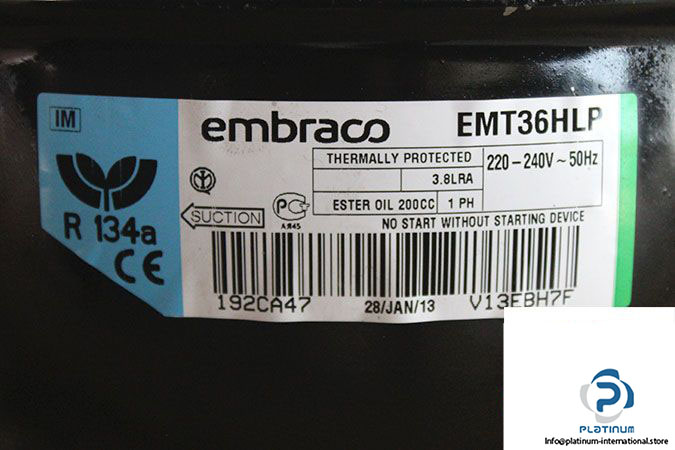 IM
embraco
EMT36HLP
THERMALLY PROTECTED
3.8LRA
ESTER OIL 200CC
1 PH
220-240V~50Hz
R 134a
SUCTION
АЯ45
NO START WITHOUT STARTING DEVICE
CE
192CA47
28/JAN/13
V13EBH7F
PLATINUM
Info@platinum-international.store